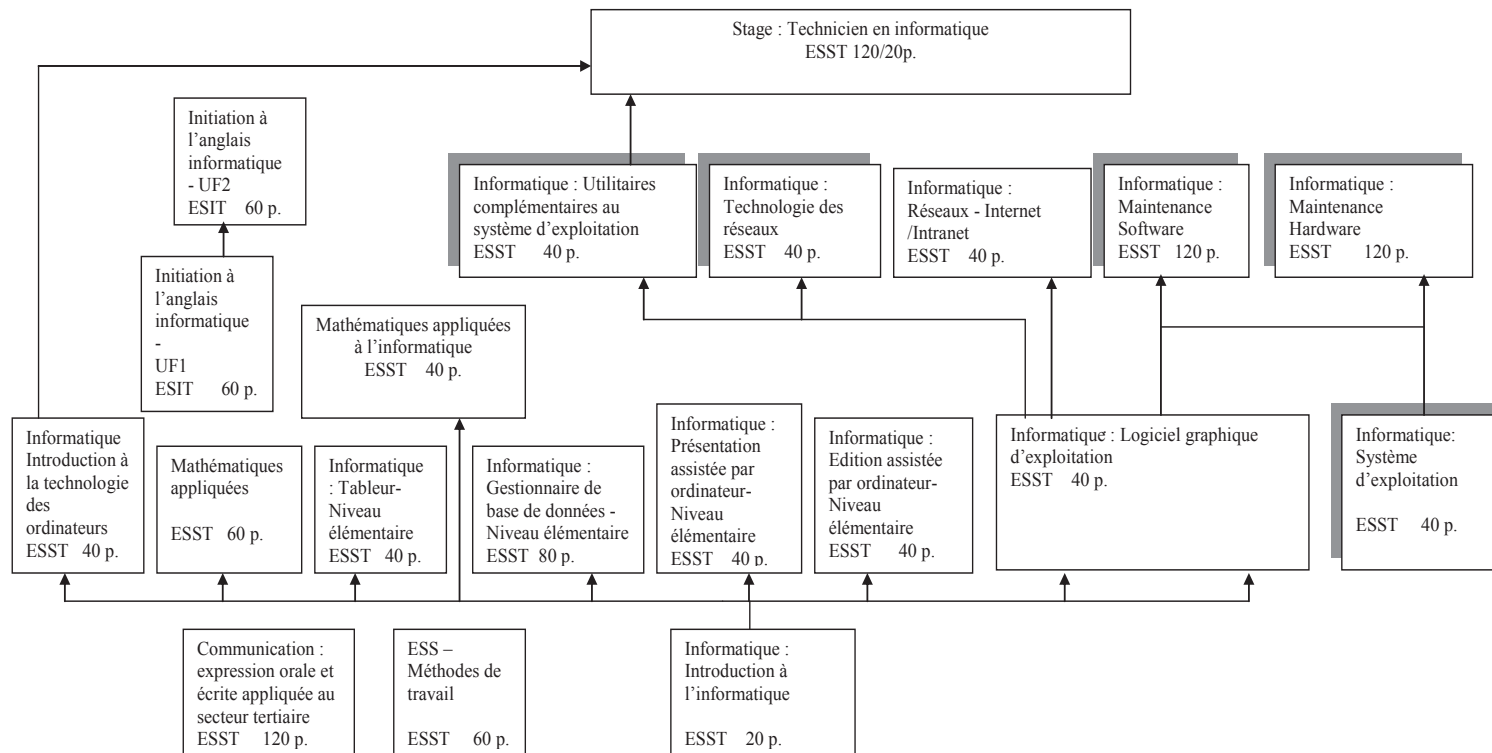 Stage : Technicien en informatique
ESST 120/20p.
Initiation à
l’anglais
informatique
- UF2
ESIT 60 p.
Informatique : Utilitaires
complémentaires au
système d’exploitation
ESST 40 p.
Informatique :
Technologie des
réseaux
ESST 40 p.
Informatique :
Réseaux - Internet
/Intranet
ESST 40 p.
Informatique :
Maintenance
Software
ESST 120 p.
Informatique :
Maintenance
Hardware
ESST 120 p.
Initiation à
l’anglais
informatique
-
UF1
ESIT 60 p.
Mathématiques appliquées
à l’informatique
ESST 40 p.
Informatique
Introduction à
la technologie
des
ordinateurs
ESST 40 p.
Mathématiques
appliquées
ESST 60 p.
Informatique
: Tableur-
Niveau
élémentaire
ESST 40 p.
Informatique :
Gestionnaire de
base de données -
Niveau élémentaire
ESST 80 p.
Informatique :
Présentation
assistée par
ordinateur-
Niveau
élémentaire
ESST 40 p.
Informatique :
Edition assistée
par ordinateur-
Niveau
élémentaire
ESST 40 p.
Informatique : Logiciel graphique
d’exploitation
ESST 40 p.
Informatique:
Système
d’exploitation
ESST 40 p.
Communication :
expression orale et
écrite appliquée au
secteur tertiaire
ESST 120 p.
ESS –
Méthodes de
travail
ESST 60 p.
Informatique :
Introduction à
l’informatique
ESST 20 p.